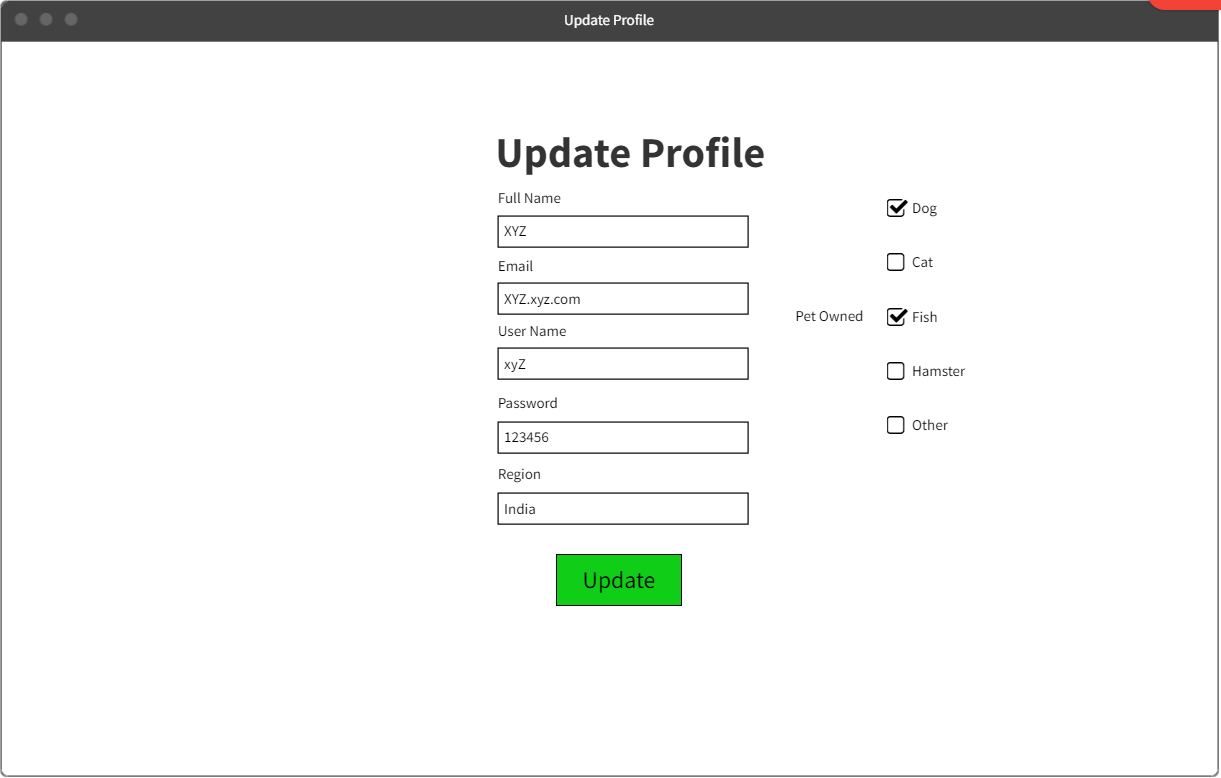 Update Profile
Update Profile
Full Name
XYZ
Email
XYZ.xyz.com
User Name
xyZ
Password
123456
Region
India
Update
Pet Owned
Dog
Cat
Fish
Hamster
Other